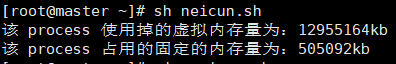 [root@master ~]# sh neicun.sh
该 process 使用掉的虚拟内存量为：12955164kb
该 process 占用的固定的内存量为：505092kb